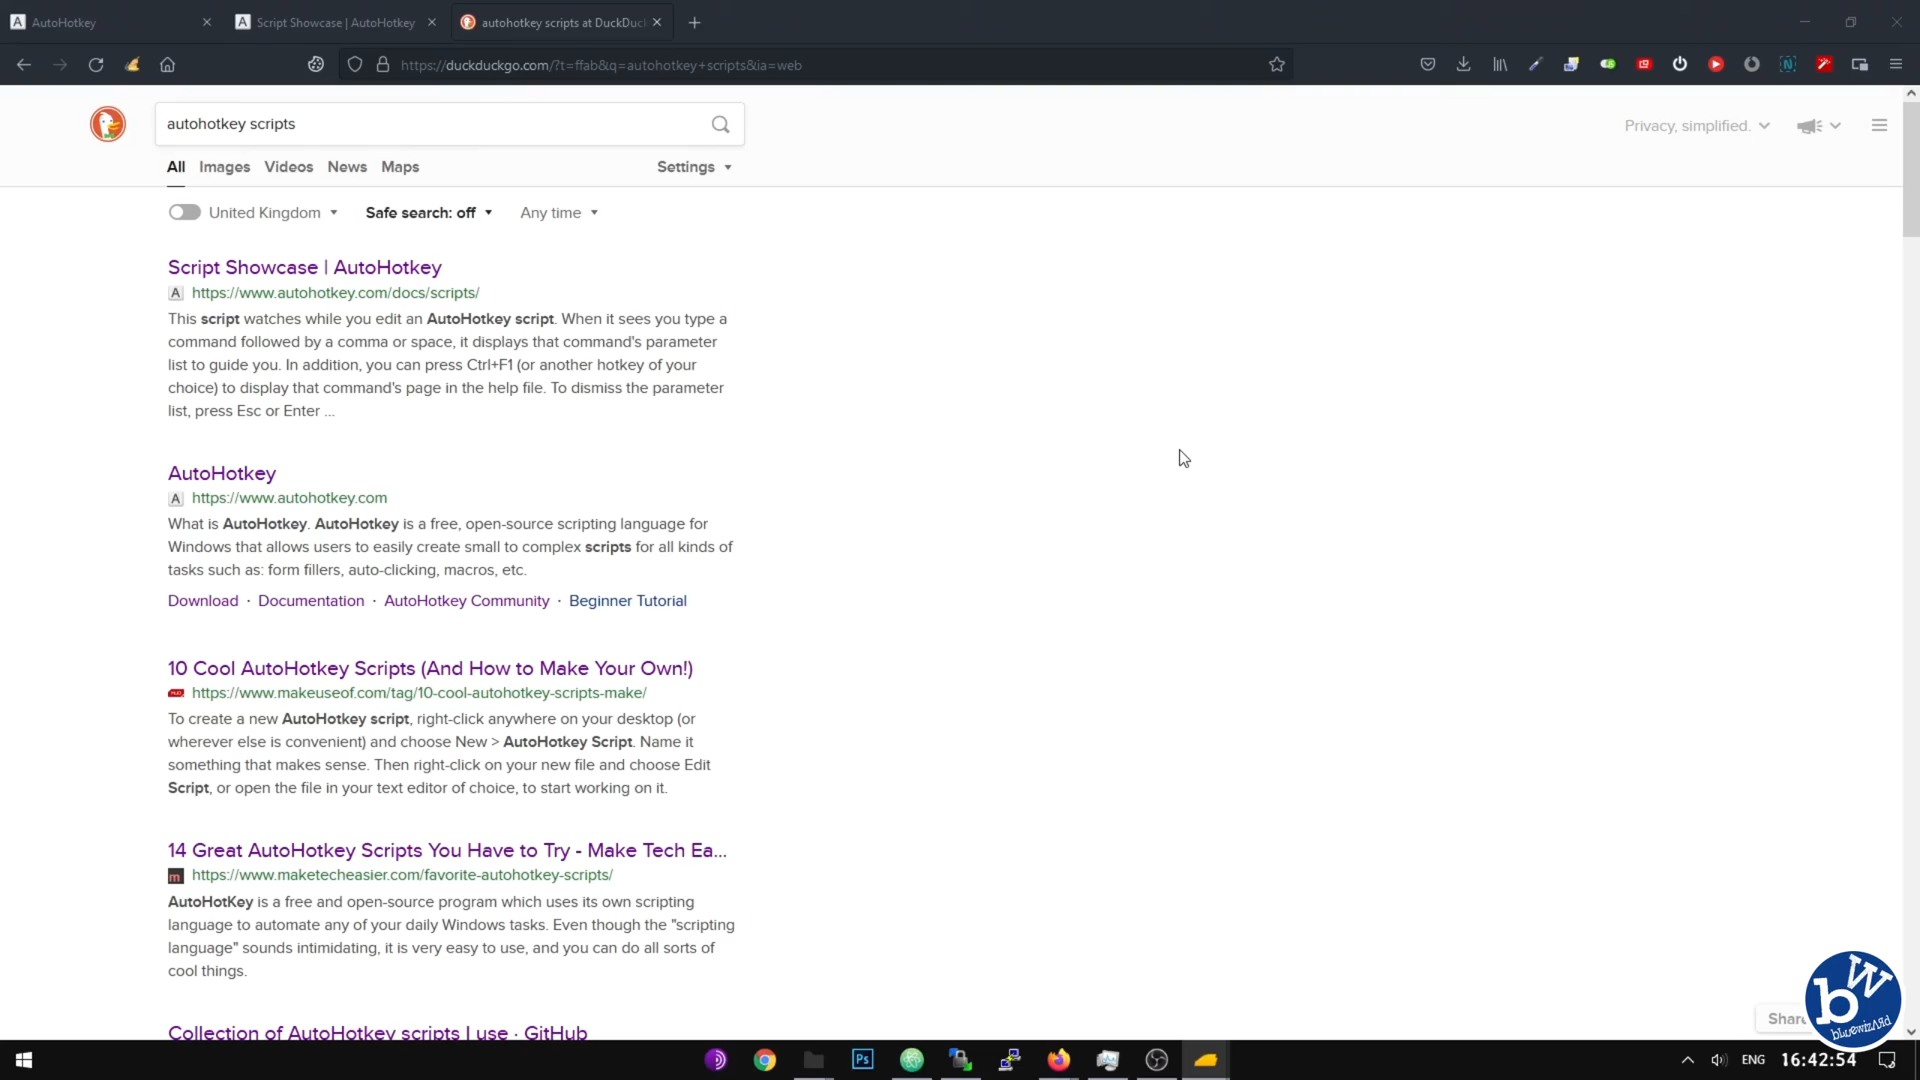 AutoHotkey
Script Showcase | AutoHotkey
autohotkey scripts at DuckDuc
https://duckduckgo.com/?t=ffab&q=autohotkey+scripts&ia=web
autohotkey scripts
Privacy, simplified.
All Images Videos News Maps Settings
United Kingdom Safe search: off Any time
Script Showcase | AutoHotkey
https://www.autohotkey.com/docs/scripts/
This script watches while you edit an AutoHotkey script. When it sees you type a
command followed by a comma or space, it displays that command's parameter
list to guide you. In addition, you can press Ctrl+F1 (or another hotkey of your
choice) to display that command's page in the help file. To dismiss the parameter
list, press Esc or Enter ...
AutoHotkey
https://www.autohotkey.com
What is AutoHotkey. AutoHotkey is a free, open-source scripting language for
Windows that allows users to easily create small to complex scripts for all kinds of
tasks such as: form fillers, auto-clicking, macros, etc.
Download · Documentation · AutoHotkey Community · Beginner Tutorial
10 Cool AutoHotkey Scripts (And How to Make Your Own!)
https://www.makeuseof.com/tag/10-cool-autohotkey-scripts-make/
To create a new AutoHotkey script, right-click anywhere on your desktop (or
wherever else is convenient) and choose New > AutoHotkey Script. Name it
something that makes sense. Then right-click on your new file and choose Edit
Script, or open the file in your text editor of choice, to start working on it.
14 Great AutoHotkey Scripts You Have to Try - Make Tech Ea...
https://www.maketecheasier.com/favorite-autohotkey-scripts/
AutoHotKey is a free and open-source program which uses its own scripting
language to automate any of your daily Windows tasks. Even though the "scripting
language" sounds intimidating, it is very easy to use, and you can do all sorts of
cool things.
Collection of AutoHotkey scripts I use · GitHub
Share
bW
bluewizARd
Ps
ENG 16:42:54